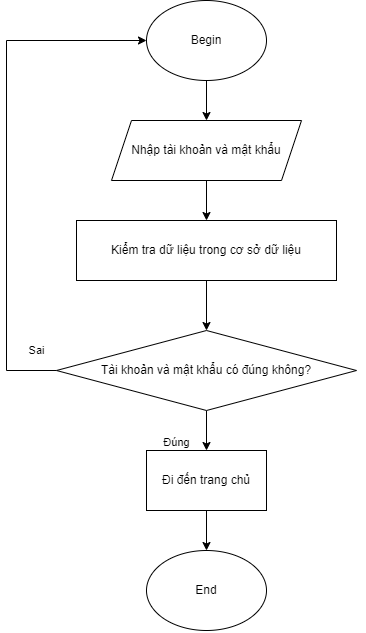 Begin
Nhập tài khoản và mật khẩu
Kiểm tra dữ liệu trong cơ sở dữ liệu
Sai
Tài khoản và mật khẩu có đúng không?
Đúng
Đi đến trang chủ
End